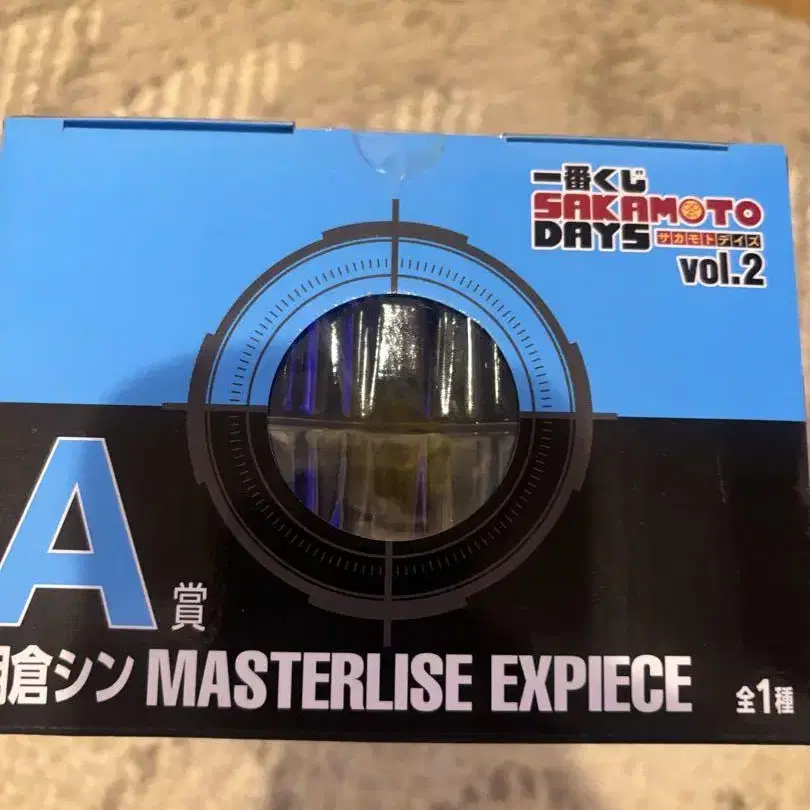 一番くじ
SAKAMOTO
DAYS サカモトデイズ
vol.2
A賞
朝倉シン MASTERLISE EXPIECE 全1種